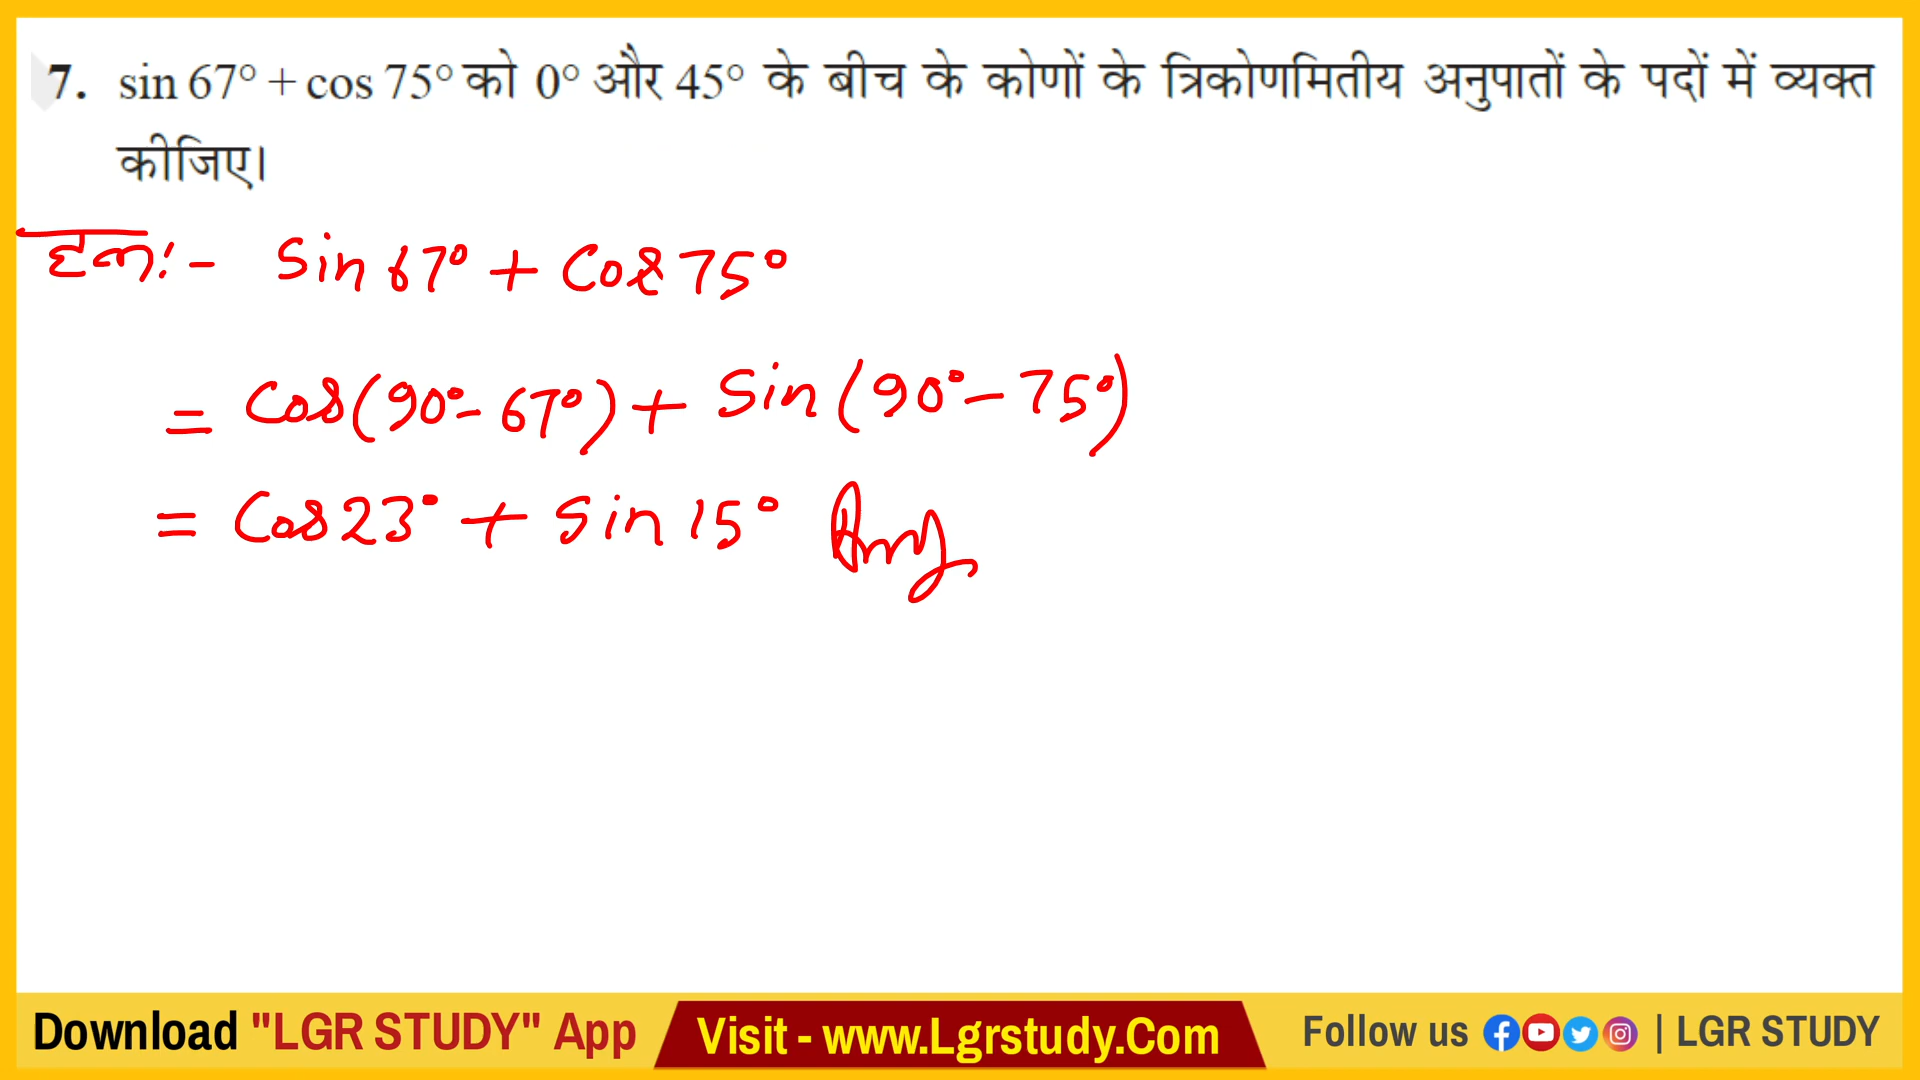 7. sin 67° + cos 75° को 0° और 45° के बीच के कोणों के त्रिकोणमितीय अनुपातों के पदों में व्यक्त
कीजिए।
हल:- Sin 67° + Cos 75°
= Cos(90°- 67°) + Sin(90°- 75°)
= Cos 23° + Sin 15° Ans
Download "LGR STUDY" App
Visit - www.Lgrstudy.Com
Follow us | LGR STUDY